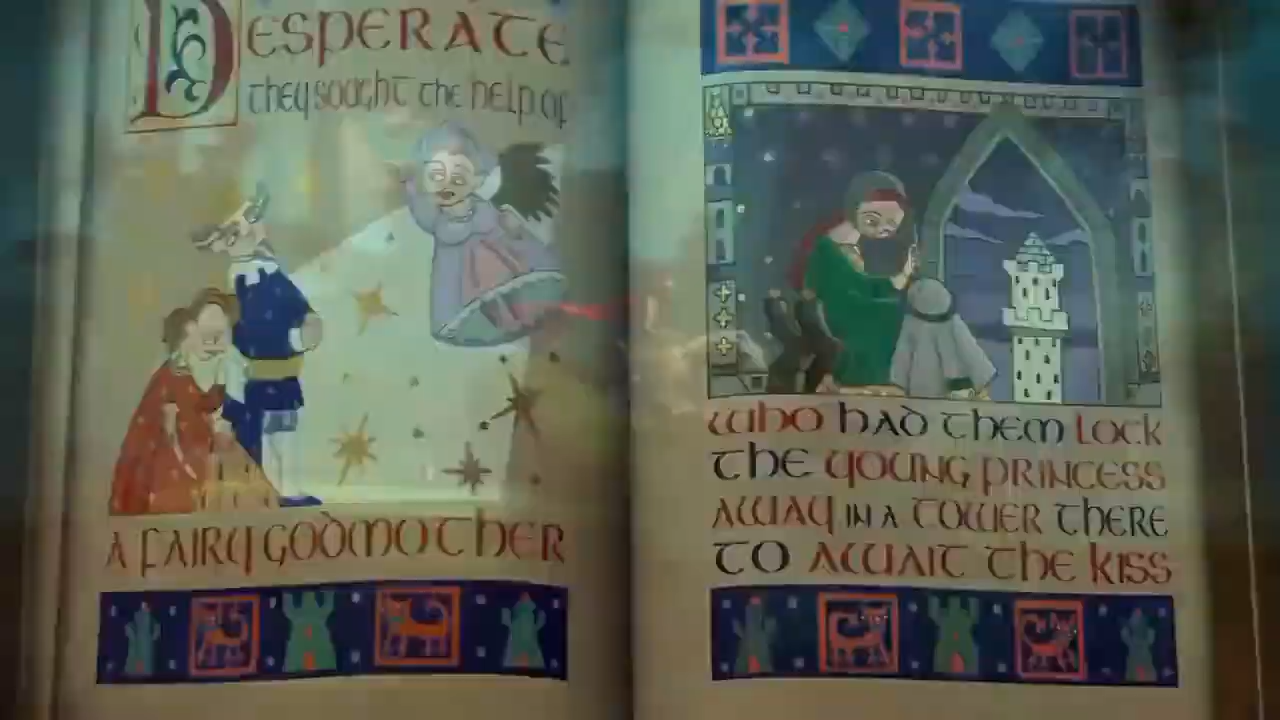 DESPERATE
they sought the help of
A FAIRY GODMOTHER
who had them lock
the young princess
away in a tower there
to await the kiss